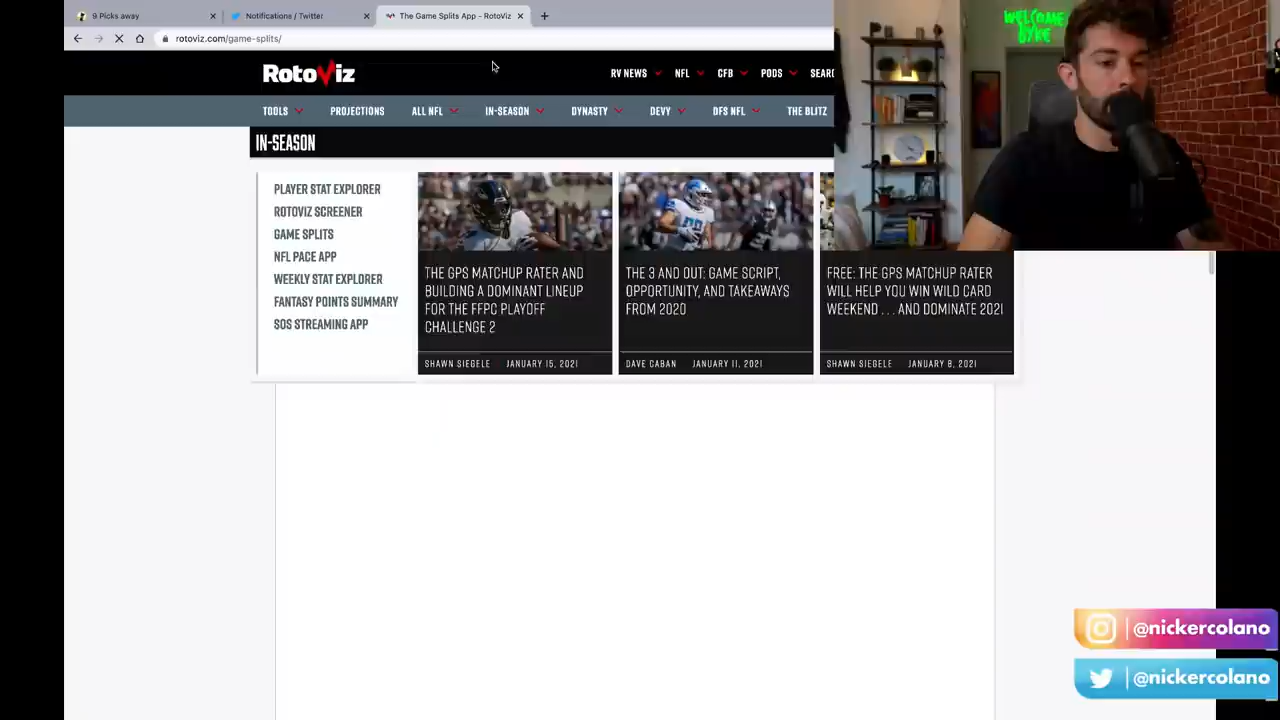 9 Picks away
Notifications / Twitter
The Game Splits App - RotoViz
rotoviz.com/game-splits/
WELCOME
RotoViz
RV NEWS
NFL
CFB
PODS
TOOLS
PROJECTIONS
ALL NFL
IN-SEASON
DYNASTY
DEVY
DFS NFL
THE BLITZ
IN-SEASON
PLAYER STAT EXPLORER
ROTOVIZ SCREENER
GAME SPLITS
NFL PACE APP
WEEKLY STAT EXPLORER
FANTASY POINTS SUMMARY
SOS STREAMING APP
THE GPS MATCHUP RATER AND
BUILDING A DOMINANT LINEUP
FOR THE FFPC PLAYOFF
CHALLENGE 2
SHAWN SIEGELE JANUARY 15, 2021
THE 3 AND OUT: GAME SCRIPT,
OPPORTUNITY, AND TAKEAWAYS
FROM 2020
DAVE CABAN JANUARY 11, 2021
FREE: THE GPS MATCHUP RATER
WILL HELP YOU WIN WILD CARD
WEEKEND . . . AND DOMINATE 2021
SHAWN SIEGELE JANUARY 8, 2021
@nickercolano
@nickercolano